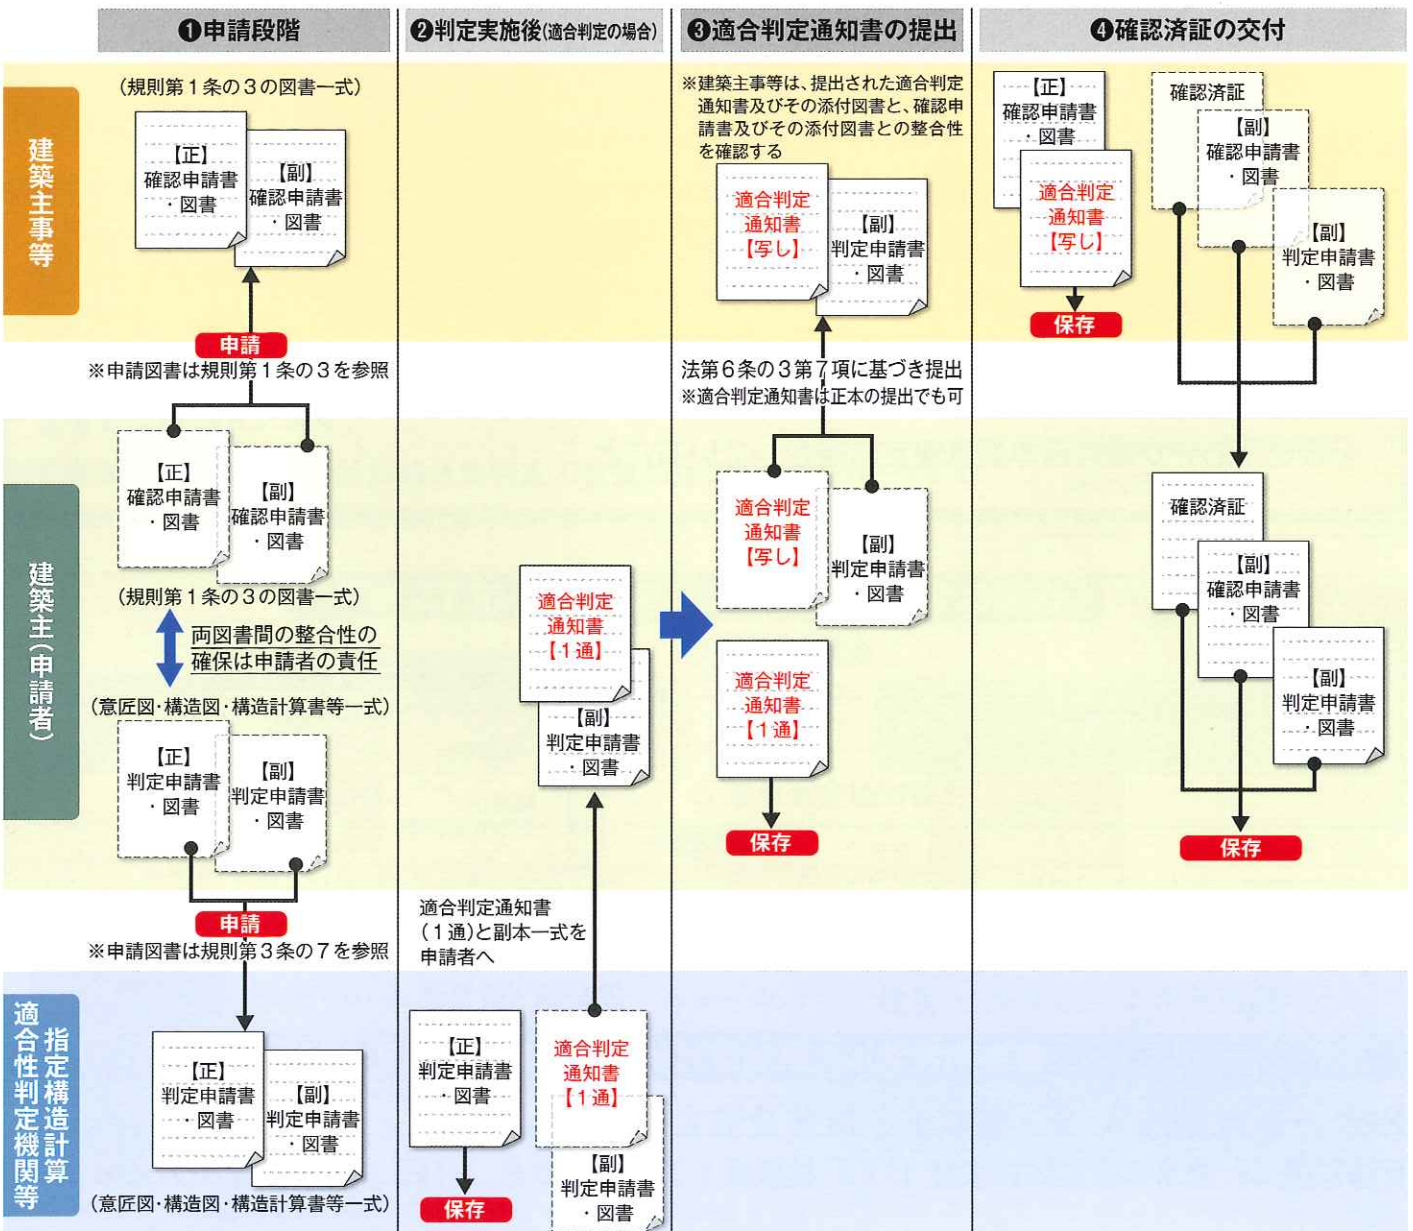 ❶申請段階
❷判定実施後(適合判定の場合)
❸適合判定通知書の提出
❹確認済証の交付
建築主事等
(規則第1条の3の図書一式)
【正】
確認申請書
・図書
【副】
確認申請書
・図書
申請
※申請図書は規則第1条の3を参照
※建築主事等は、提出された適合判定
通知書及びその添付図書と、確認申
請書及びその添付図書との整合性
を確認する
適合判定
通知書
【写し】
【副】
判定申請書
・図書
法第6条の3第7項に基づき提出
※適合判定通知書は正本の提出でも可
【正】
確認申請書
・図書
適合判定
通知書
【写し】
保存
確認済証
【副】
確認申請書
・図書
【副】
判定申請書
・図書
建築主(申請者)
【正】
確認申請書
・図書
【副】
確認申請書
・図書
(規則第1条の3の図書一式)
両図書間の整合性の
確保は申請者の責任
(意匠図・構造図・構造計算書等一式)
【正】
判定申請書
・図書
【副】
判定申請書
・図書
申請
※申請図書は規則第3条の7を参照
適合判定
通知書
【1通】
【副】
判定申請書
・図書
適合判定通知書
(1通)と副本一式を
申請者へ
適合判定
通知書
【写し】
【副】
判定申請書
・図書
適合判定
通知書
【1通】
保存
確認済証
【副】
確認申請書
・図書
【副】
判定申請書
・図書
保存
指定構造計算
適合性判定機関等
【正】
判定申請書
・図書
【副】
判定申請書
・図書
(意匠図・構造図・構造計算書等一式)
【正】
判定申請書
・図書
保存
適合判定
通知書
【1通】
【副】
判定申請書
・図書